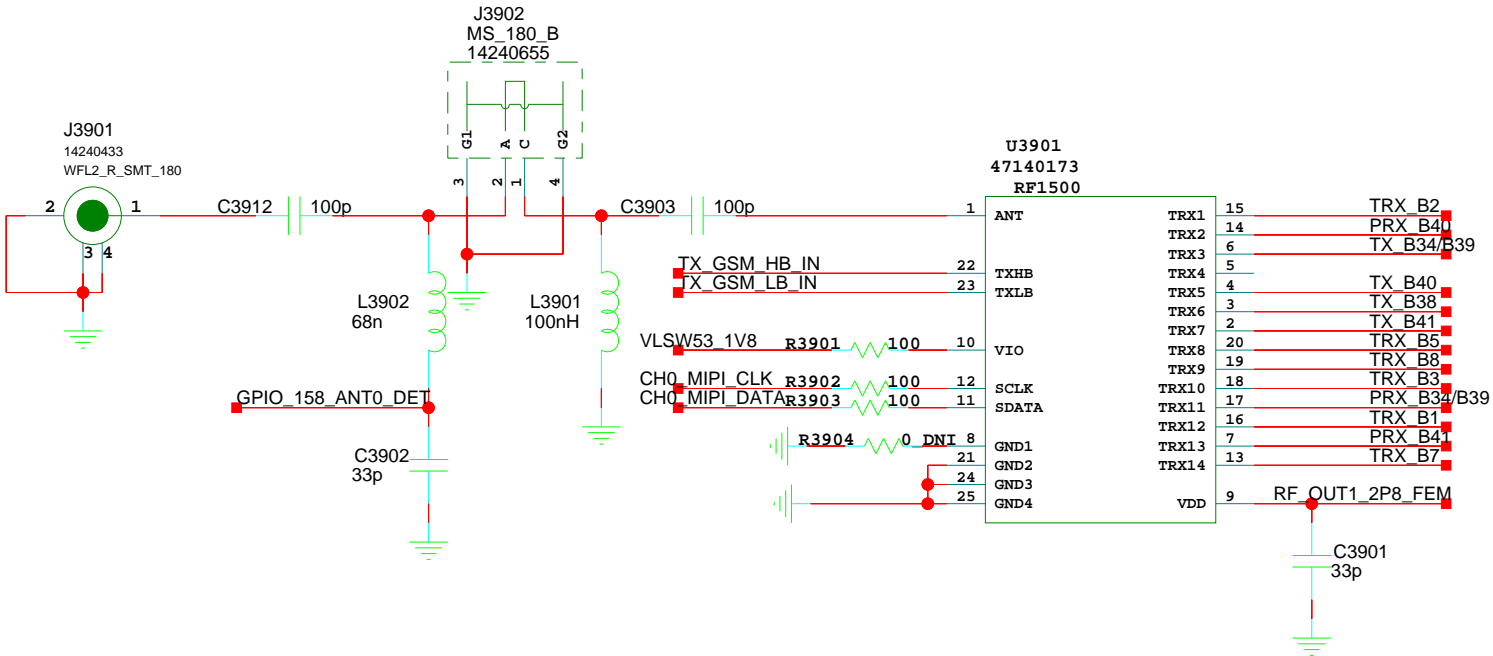 J3902
MS_180_B
14240655
G1
A
C
G2
3
2
1
4
J3901
14240433
WFL2_R_SMT_180
2
1
3
4
C3912
100p
C3903
100p
L3902
68n
L3901
100nH
GPIO_158_ANT0_DET
C3902
33p
U3901
47140173
RF1500
1 ANT
TX_GSM_HB_IN 22 TXHB
TX_GSM_LB_IN 23 TXLB
VLSW53_1V8 R3901 100 10 VIO
CH0_MIPI_CLK R3902 100 12 SCLK
CH0_MIPI_DATA R3903 100 11 SDATA
R3904 0 DNI 8 GND1
21 GND2
24 GND3
25 GND4
TRX1 15 TRX_B2
TRX2 14 PRX_B40
TRX3 6 TX_B34/B39
TRX4 5
TRX5 4 TX_B40
TRX6 3 TX_B38
TRX7 2 TX_B41
TRX8 20 TRX_B5
TRX9 19 TRX_B8
TRX10 18 TRX_B3
TRX11 17 PRX_B34/B39
TRX12 16 TRX_B1
TRX13 7 PRX_B41
TRX14 13 TRX_B7
VDD 9 RF_OUT1_2P8_FEM
C3901
33p